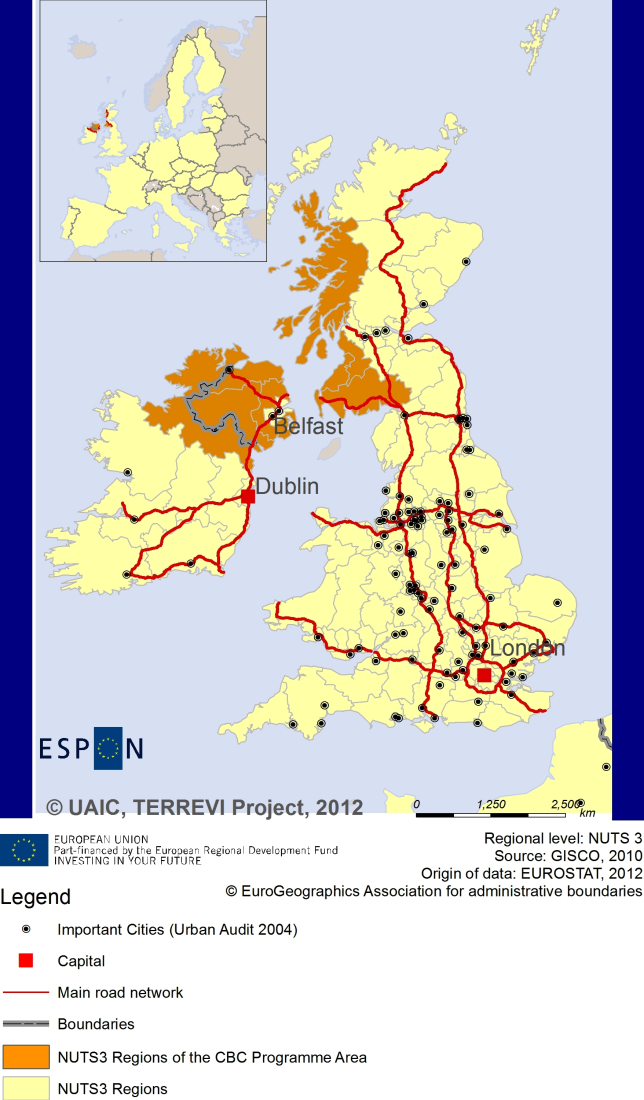 Belfast
Dublin
London
ESPON
© UAIC, TERREVI Project, 2012
0 1,250 2,500
km
EUROPEAN UNION
Part-financed by the European Regional Development Fund
INVESTING IN YOUR FUTURE
Regional level: NUTS 3
Source: GISCO, 2010
Origin of data: EUROSTAT, 2012
© EuroGeographics Association for administrative boundaries
Legend
Important Cities (Urban Audit 2004)
Capital
Main road network
Boundaries
NUTS3 Regions of the CBC Programme Area
NUTS3 Regions